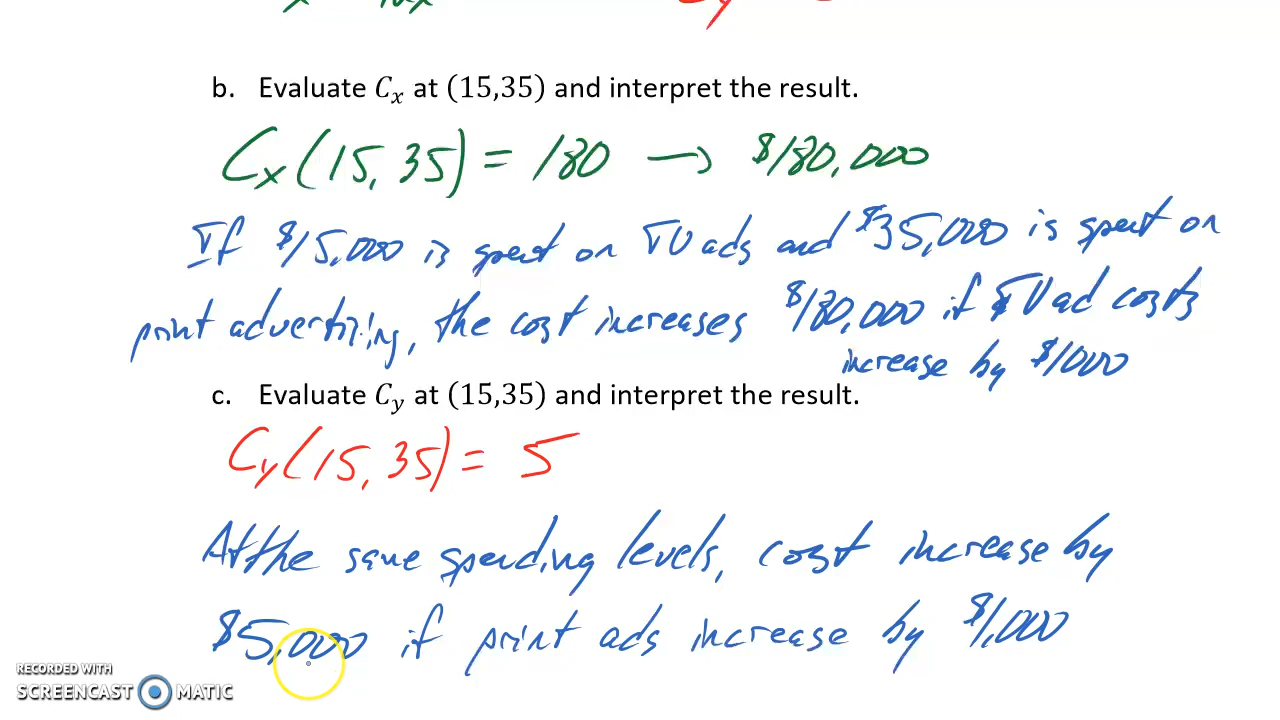 b. Evaluate Cx at (15,35) and interpret the result.
Cx(15, 35) = 180 → $180,000
If $15,000 is spent on TV ads and $35,000 is spent on
print advertizing, the cost increases $180,000 if TV ad costs
increase by $1000
c. Evaluate Cy at (15,35) and interpret the result.
Cy(15, 35) = 5
At the same spending levels, cost increase by
$5,000 if print ads increase by $1,000
RECORDED WITH
SCREENCAST MATIC